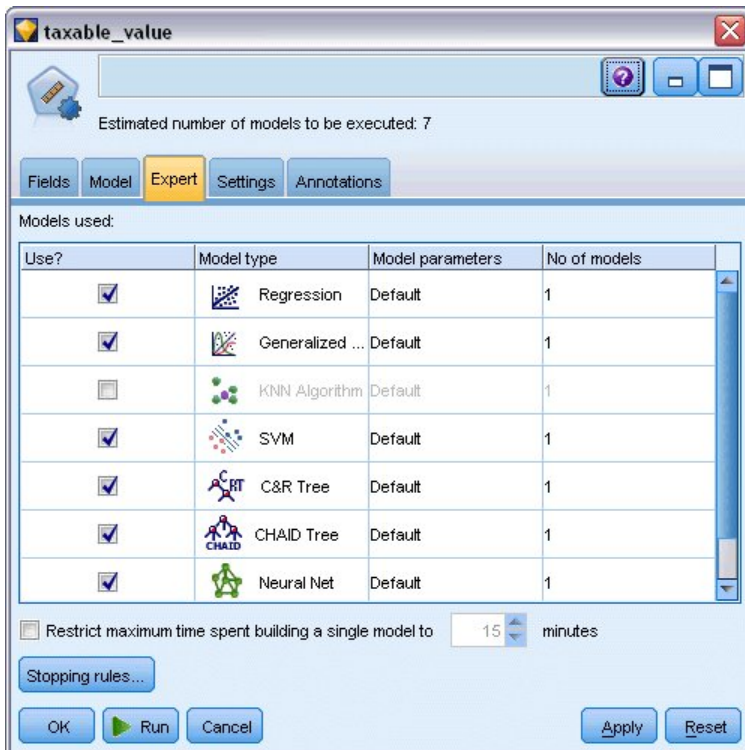 taxable_value
Estimated number of models to be executed: 7
Fields Model Expert Settings Annotations
Models used:
Use? Model type Model parameters No of models
Regression Default 1
Generalized ... Default 1
KNN Algorithm Default 1
SVM Default 1
C&R Tree Default 1
CHAID Tree Default 1
Neural Net Default 1
Restrict maximum time spent building a single model to 15 minutes
Stopping rules...
OK Run Cancel Apply Reset